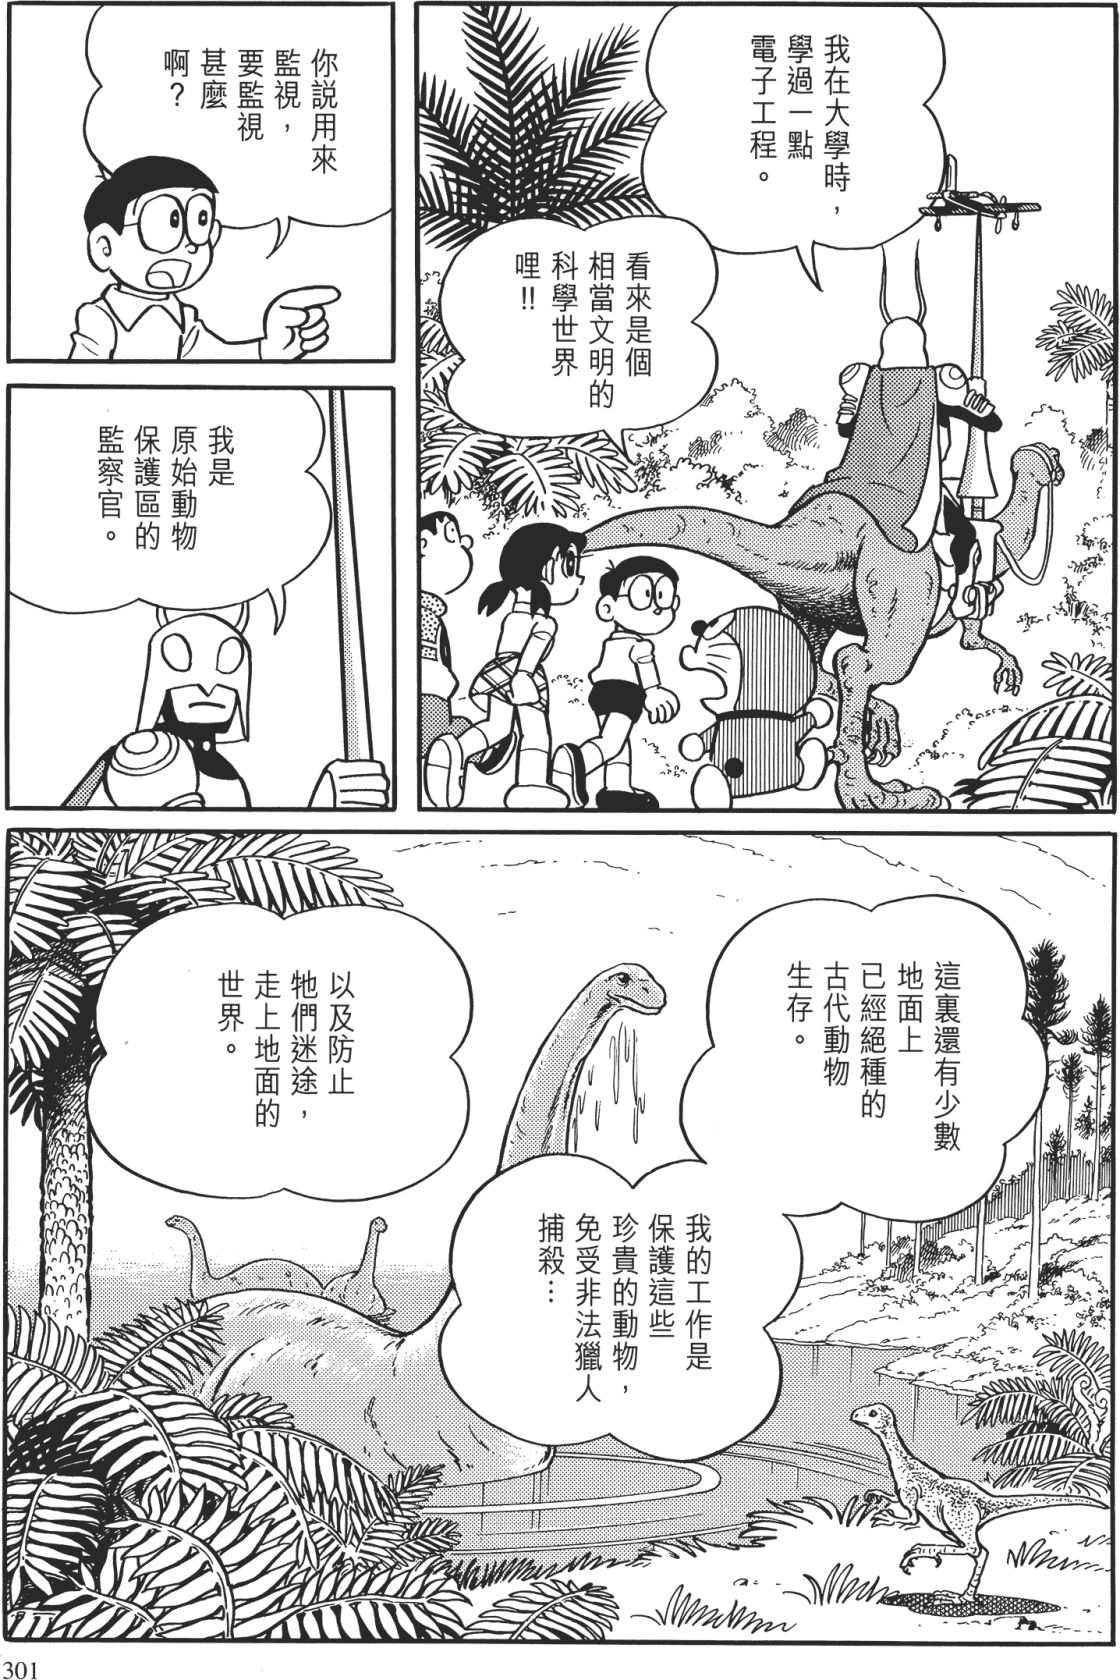 我在大學時，
學過一點
電子工程。
看來是個
相當文明的
科學世界
哩!!
你説用來
監視，
要監視
甚麼
啊？
我是
原始動物
保護區的
監察官。
這裏還有少數
地面上
已經絕種的
古代動物
生存。
我的工作是
保護這些
珍貴的動物，
免受非法獵人
捕殺…
以及防止
牠們迷途，
走上地面的
世界。
301